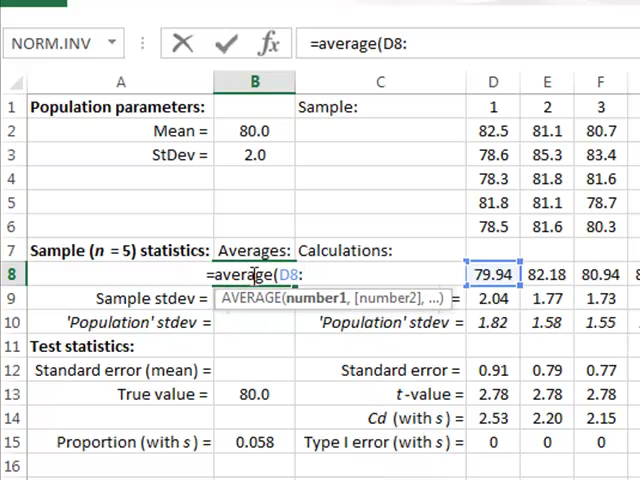 NORM.INV fx =average(D8:
A B C D E F
1 Population parameters: Sample: 1 2 3
2 Mean = 80.0 82.5 81.1 80.7
3 StDev = 2.0 78.6 85.3 83.4
4 78.3 81.8 81.6
5 81.8 81.1 78.7
6 78.5 81.6 80.3
7 Sample (n = 5) statistics: Averages: Calculations:
8 =average(D8: 79.94 82.18 80.94
9 Sample stdev = AVERAGE(number1, [number2], ...) = 2.04 1.77 1.73
10 'Population' stdev = 'Population' stdev = 1.82 1.58 1.55
11 Test statistics:
12 Standard error (mean) = Standard error = 0.91 0.79 0.77
13 True value = 80.0 t-value = 2.78 2.78 2.78
14 Cd (with s) = 2.53 2.20 2.15
15 Proportion (with s) = 0.058 Type I error (with s) = 0 0 0
16